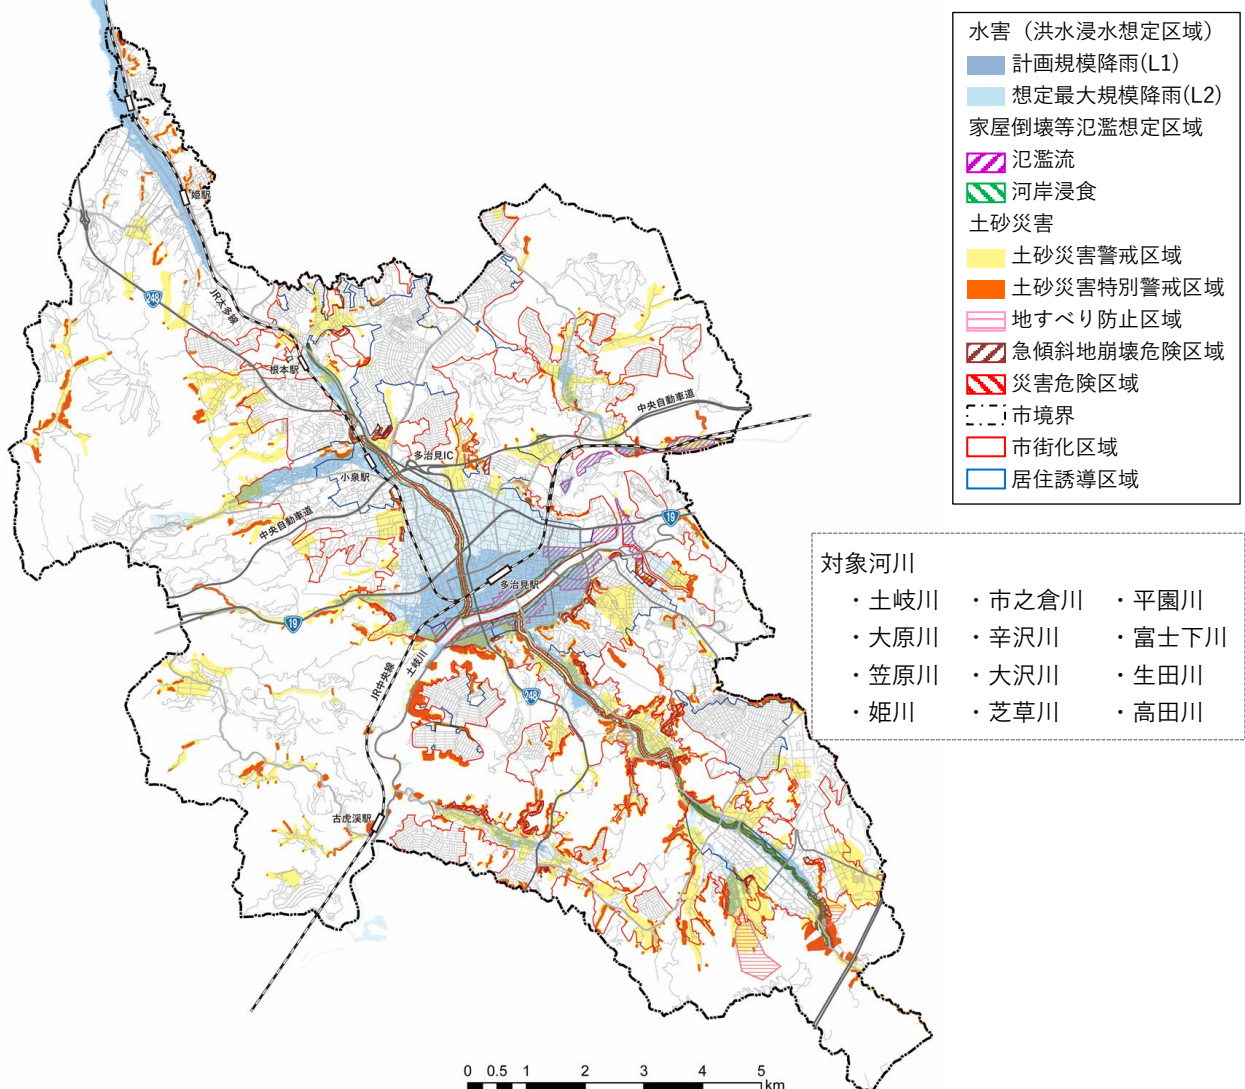 水害（洪水浸水想定区域）
計画規模降雨(L1)
想定最大規模降雨(L2)
家屋倒壊等氾濫想定区域
氾濫流
河岸浸食
土砂災害
土砂災害警戒区域
土砂災害特別警戒区域
地すべり防止区域
急傾斜地崩壊危険区域
災害危険区域
市境界
市街化区域
居住誘導区域
対象河川
・土岐川 ・市之倉川 ・平園川
・大原川 ・辛沢川 ・富士下川
・笠原川 ・大沢川 ・生田川
・姫川 ・芝草川 ・高田川
姫駅
248
JR太多線
根本駅
中央自動車道
多治見IC
小泉駅
中央自動車道
19
多治見駅
19
土岐川
JR中央線
248
古虎渓駅
0 0.5 1 2 3 4 5
km